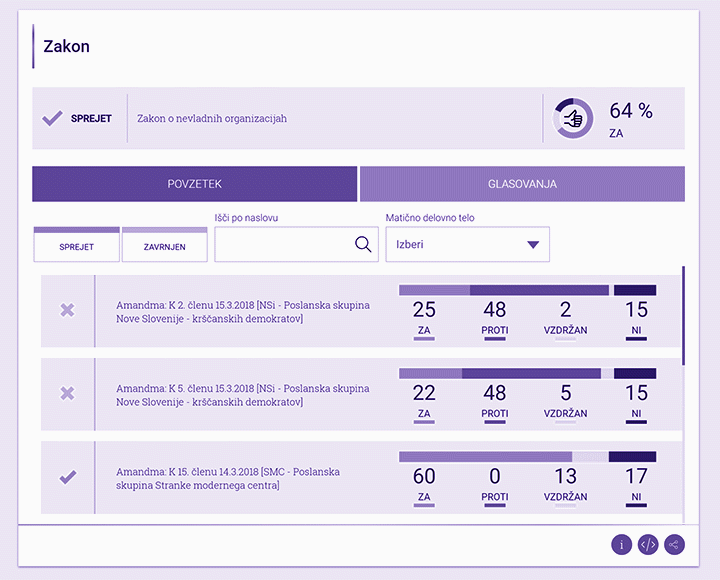 Zakon
SPREJET
Zakon o nevladnih organizacijah
64 %
ZA
POVZETEK
GLASOVANJA
Išči po naslovu
Matično delovno telo
SPREJET
ZAVRNJEN
Izberi
Amandma: K 2. členu 15.3.2018 [NSi - Poslanska skupina
Nove Slovenije - krščanskih demokratov]
25 48 2 15
ZA PROTI VZDRŽAN NI
Amandma: K 5. členu 15.3.2018 [NSi - Poslanska skupina
Nove Slovenije - krščanskih demokratov]
22 48 5 15
ZA PROTI VZDRŽAN NI
Amandma: K 15. členu 14.3.2018 [SMC - Poslanska
skupina Stranke modernega centra]
60 0 13 17
ZA PROTI VZDRŽAN NI